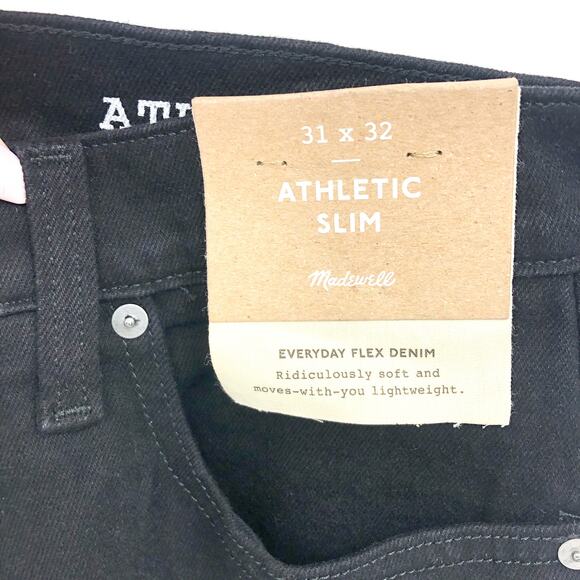 31 x 32
ATHLETIC
SLIM
Madewell
EVERYDAY FLEX DENIM
Ridiculously soft and
moves-with-you lightweight.